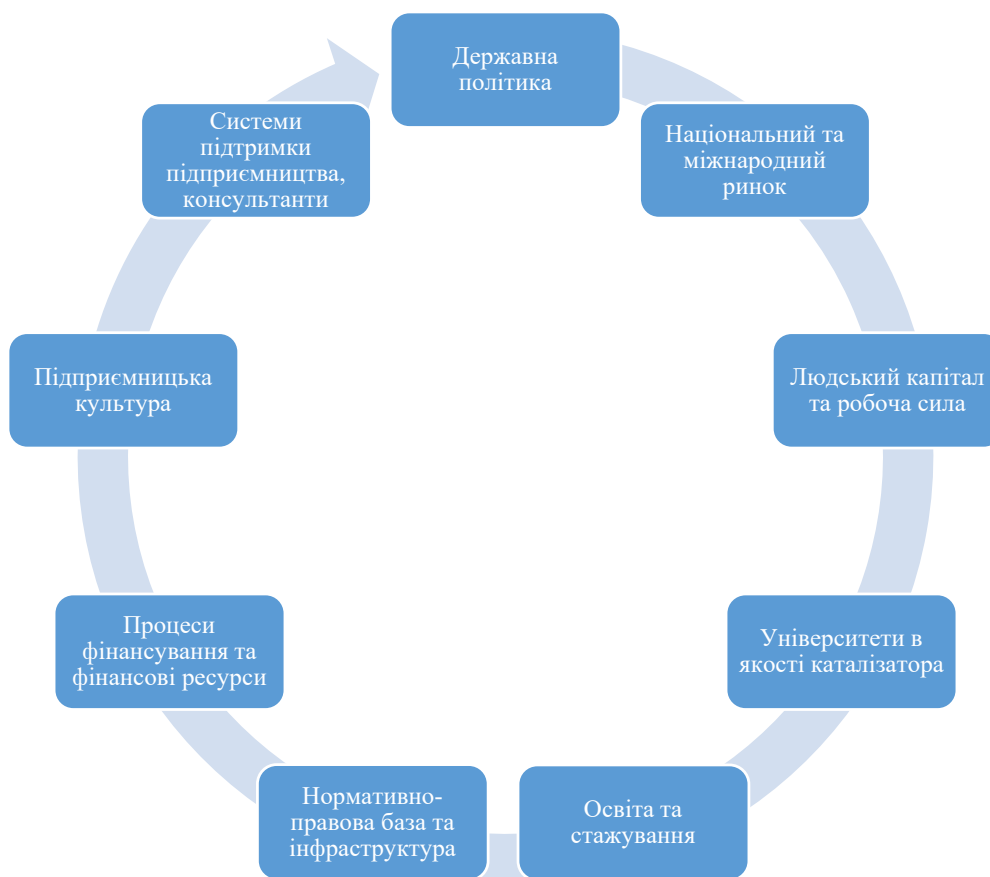 Державна
політика
Національний та
міжнародний
ринок
Людський капітал
та робоча сила
Університети в
якості каталізатора
Освіта та
стажування
Нормативно-
правова база та
інфраструктура
Процеси
фінансування та
фінансові ресурси
Підприємницька
культура
Системи
підтримки
підприємництва,
консультанти